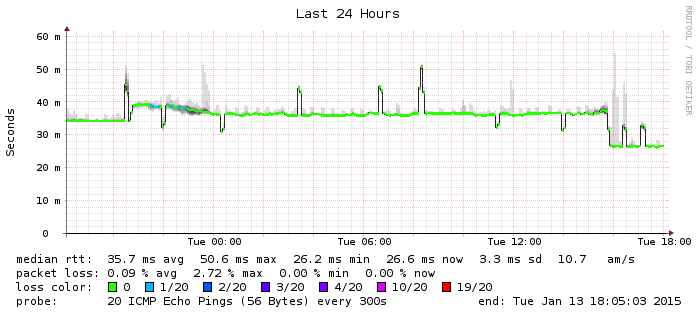 Last 24 Hours
RRDTOOL / TOBI OETIKER
Seconds
60 m
50 m
40 m
30 m
20 m
10 m
0
Tue 00:00 Tue 06:00 Tue 12:00 Tue 18:00
median rtt: 35.7 ms avg 50.6 ms max 26.2 ms min 26.6 ms now 3.3 ms sd 10.7 am/s
packet loss: 0.09 % avg 2.72 % max 0.00 % min 0.00 % now
loss color: 0 1/20 2/20 3/20 4/20 10/20 19/20
probe: 20 ICMP Echo Pings (56 Bytes) every 300s end: Tue Jan 13 18:05:03 2015